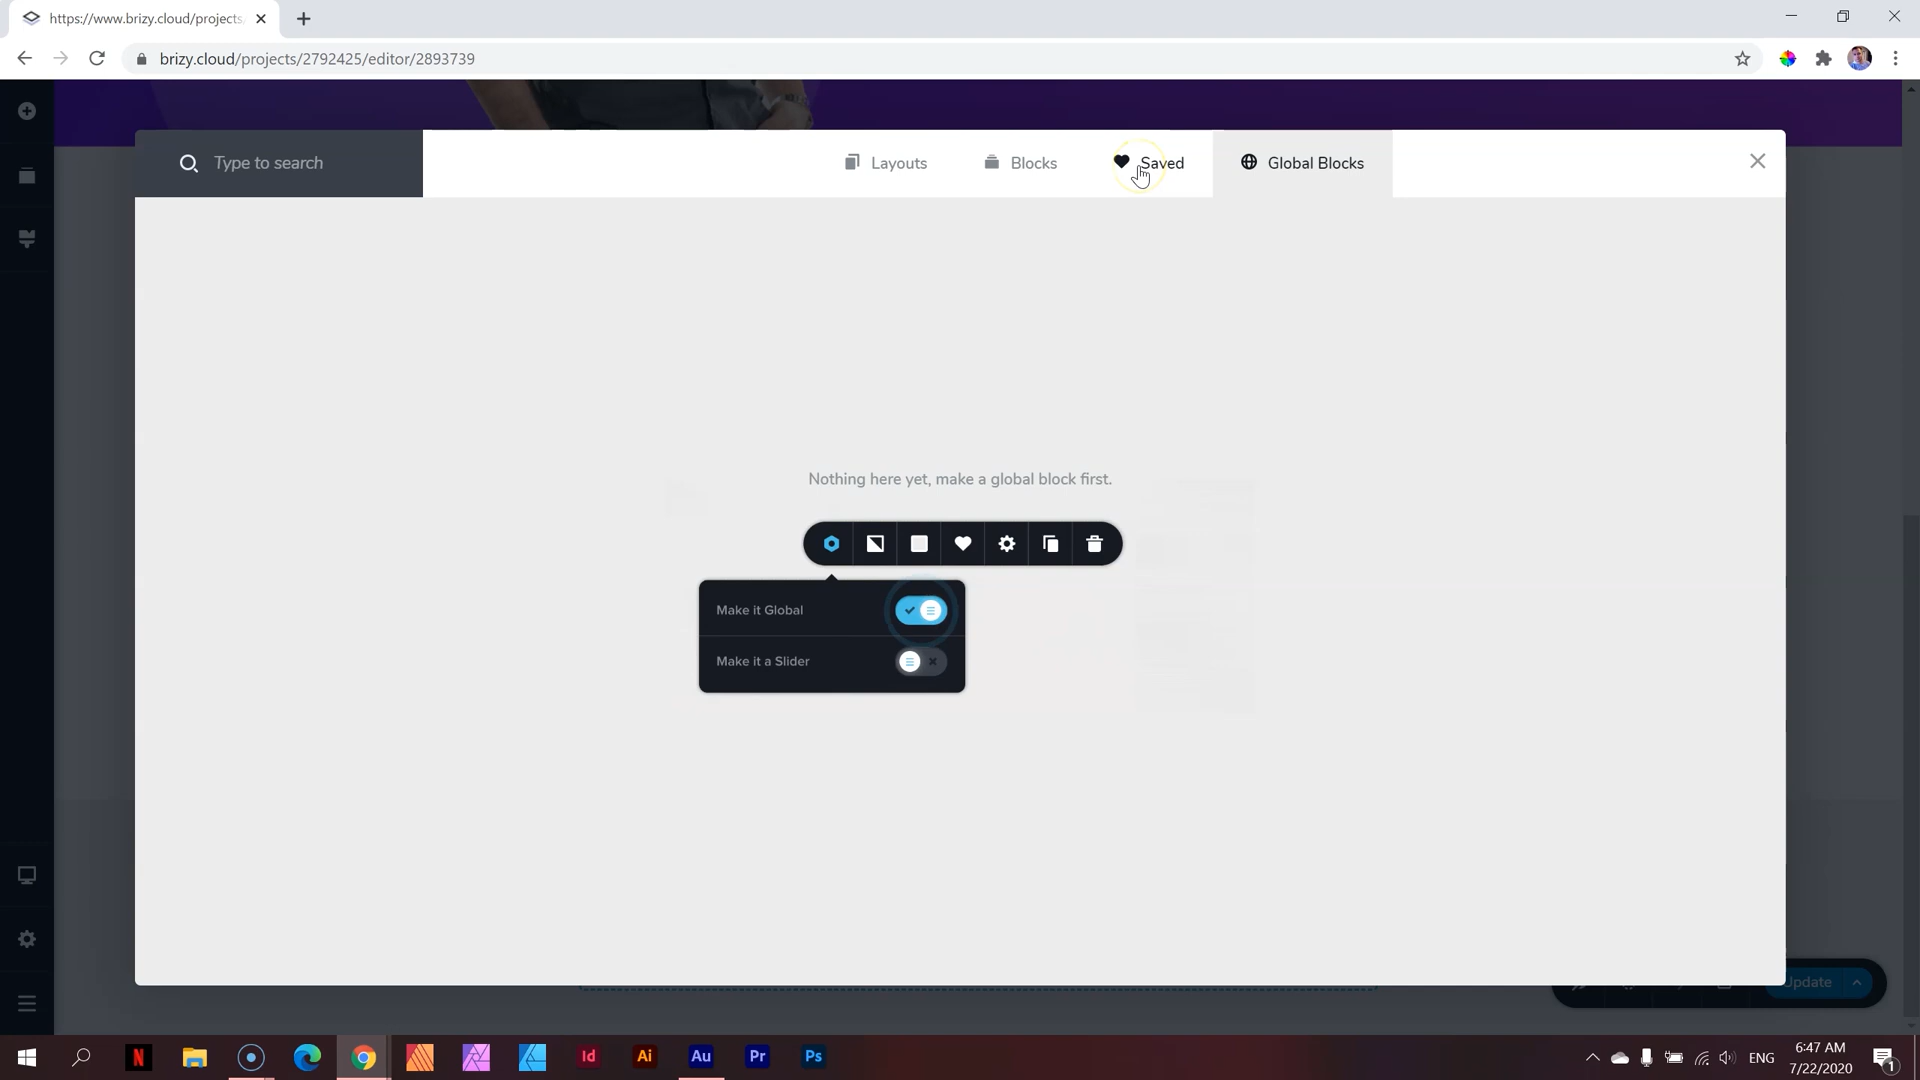 https://www.brizy.cloud/projects
brizy.cloud/projects/2792425/editor/2893739
Type to search
Layouts
Blocks
Saved
Global Blocks
Nothing here yet, make a global block first.
Make it Global
Make it a Slider
Update
Id
Ai
Au
Pr
Ps
N
ENG
6:47 AM
7/22/2020
1